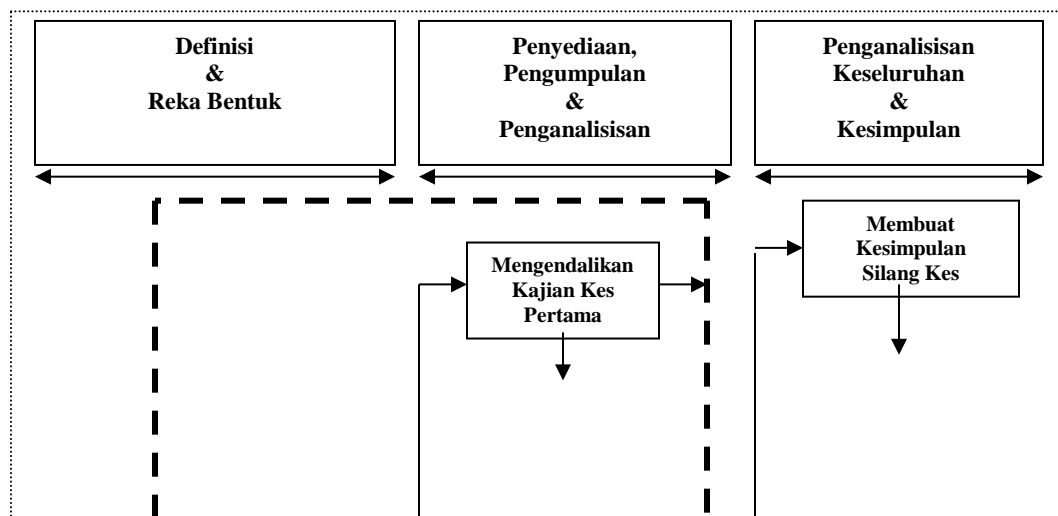 Definisi
&
Reka Bentuk
Penyediaan,
Pengumpulan
&
Penganalisisan
Penganalisisan
Keseluruhan
&
Kesimpulan
Mengendalikan
Kajian Kes
Pertama
Membuat
Kesimpulan
Silang Kes